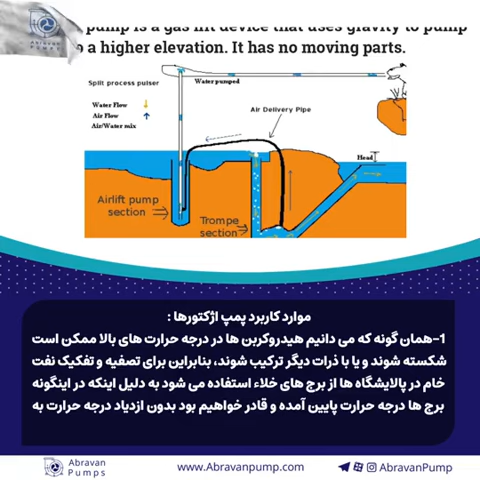 pump is a gas lift device that uses gravity to pump
to a higher elevation. It has no moving parts.
Abravan
Pumps
Split process pulser
Water pumped
Water Flow
Air Flow
Air/Water mix
Air Delivery Pipe
Head
Airlift pump
section
Trompe
section
موارد کاربرد پمپ اژکتورها :
1-همان گونه که می دانیم هیدروکربن ها در درجه حرارت های بالا ممکن است
شکسته شوند و یا با ذرات دیگر ترکیب شوند، بنابراین برای تصفیه و تفکیک نفت
خام در پالایشگاه ها از برج های خلاء استفاده می شود به دلیل اینکه در اینگونه
برج ها درجه حرارت پایین آمده و قادر خواهیم بود بدون ازدیاد درجه حرارت به
Abravan
Pumps
www.Abravanpump.com
AbravanPump